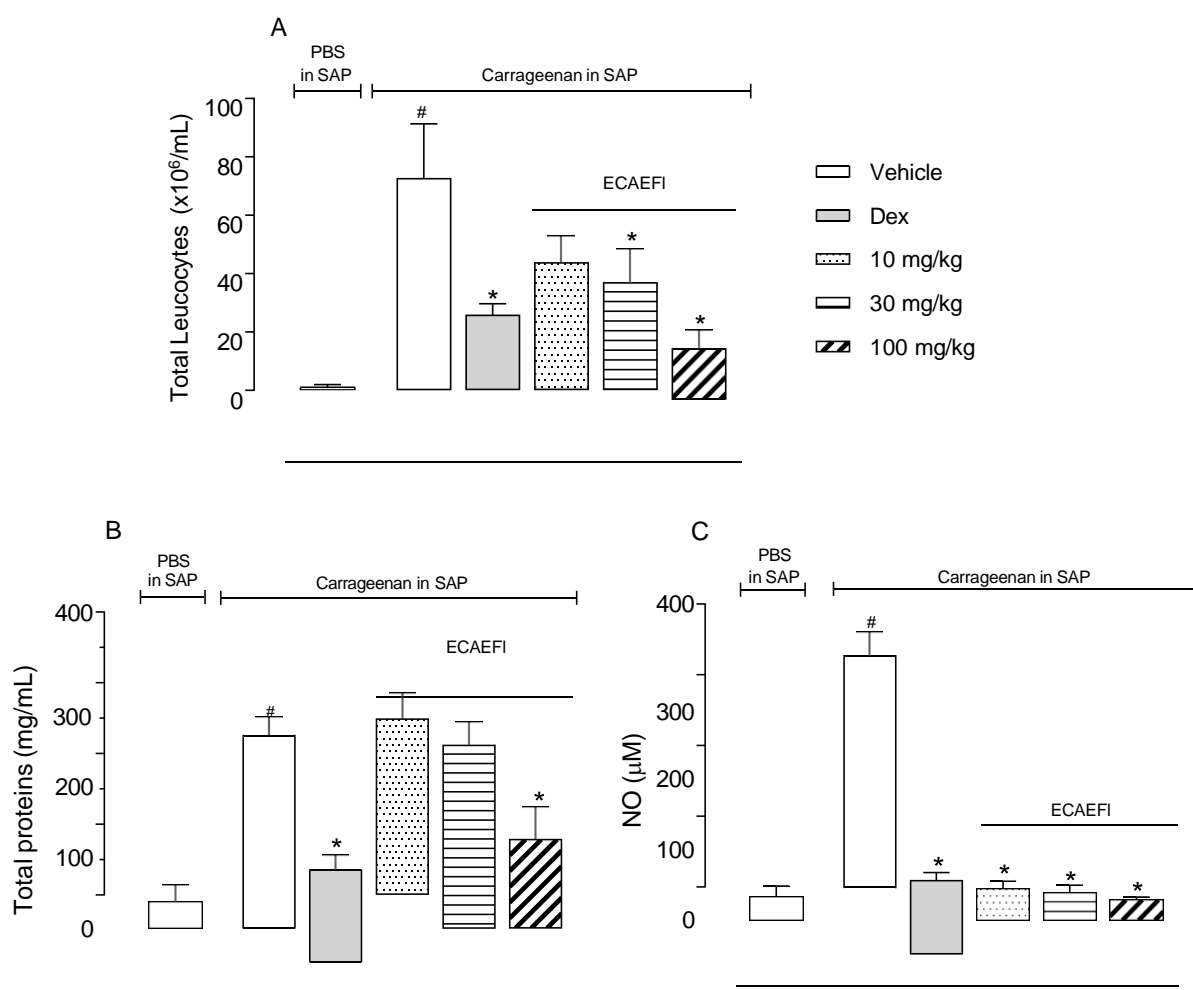 A
PBS
in SAP
Carrageenan in SAP
100
80
60
40
20
0
Total Leucocytes (x10⁶/mL)
#
*
*
*
ECAEFI
Vehicle
Dex
10 mg/kg
30 mg/kg
100 mg/kg
B
PBS
in SAP
Carrageenan in SAP
400
300
200
100
0
Total proteins (mg/mL)
#
*
*
ECAEFI
C
PBS
in SAP
Carrageenan in SAP
400
300
200
100
0
NO (µM)
#
*
*
*
*
ECAEFI